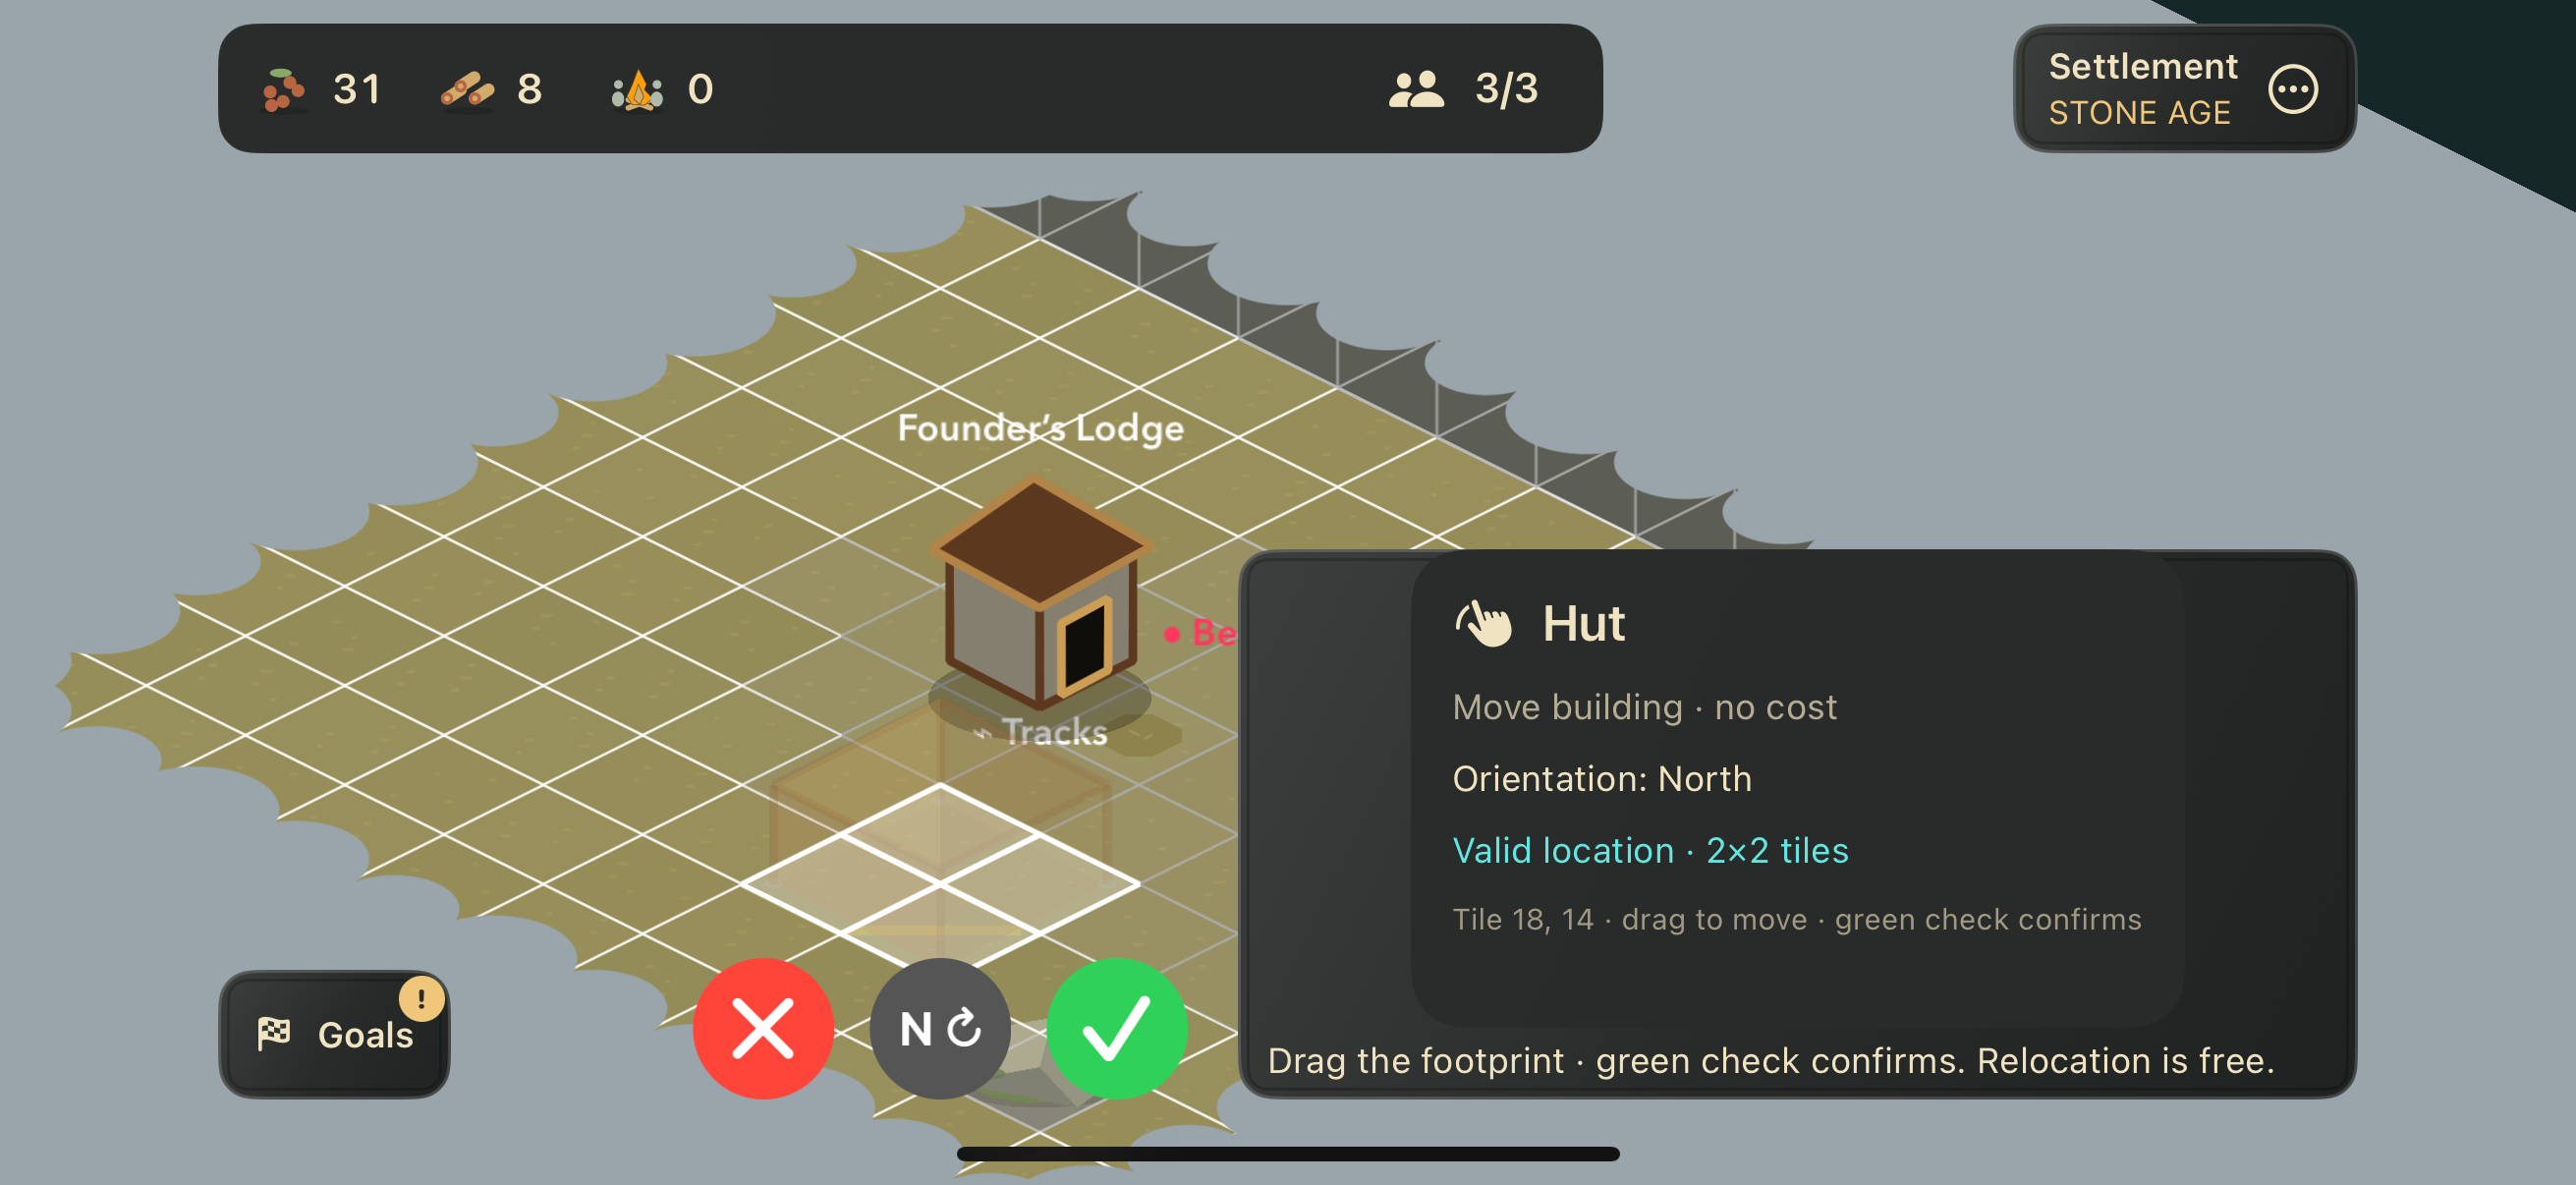 31 8 0 3/3
Settlement
STONE AGE
Founder's Lodge
Be
Tracks
Hut
Move building · no cost
Orientation: North
Valid location · 2×2 tiles
Tile 18, 14 · drag to move · green check confirms
Drag the footprint · green check confirms. Relocation is free.
! Goals
N